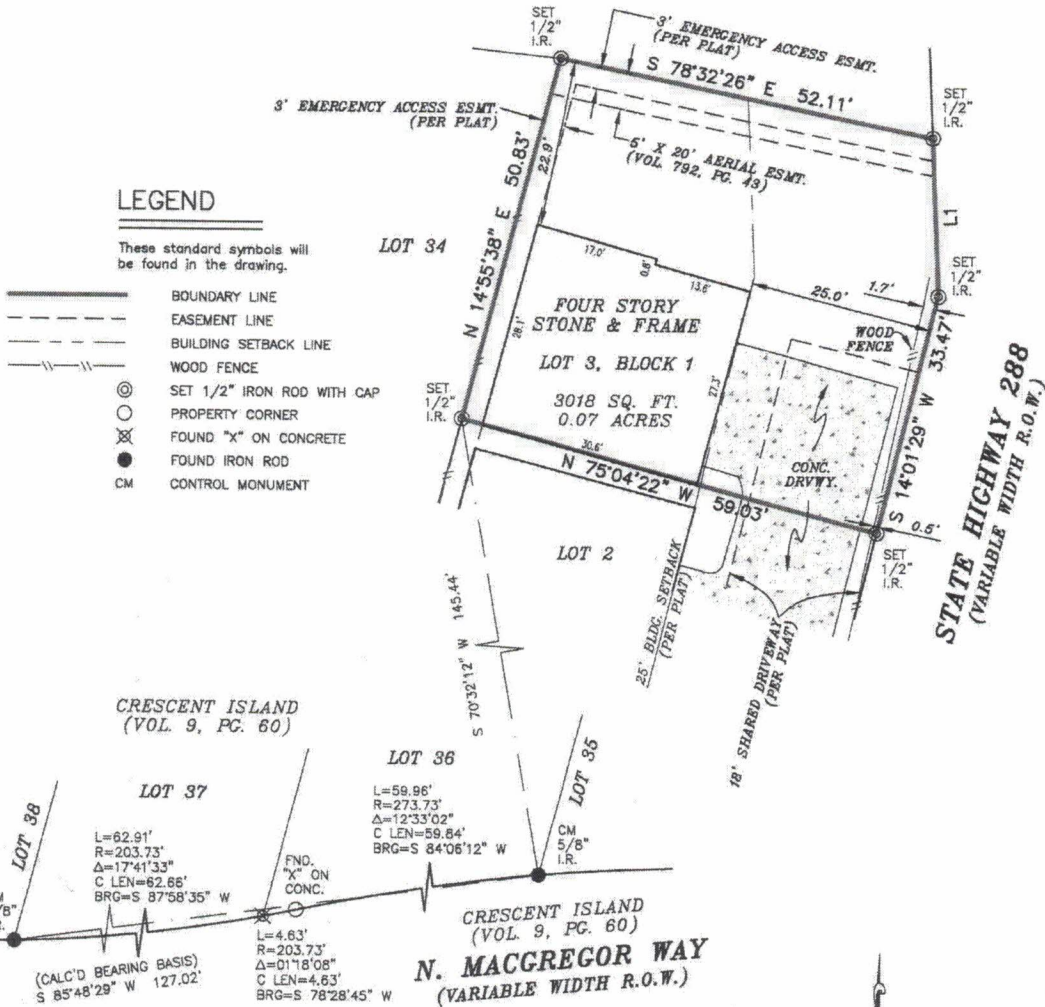 SET
1/2"
I.R.
3' EMERGENCY ACCESS ESMT.
(PER PLAT)
S 78°32'26" E 52.11'
SET
1/2"
I.R.
3' EMERGENCY ACCESS ESMT.
(PER PLAT)
5' X 20' AERIAL ESMT.
(VOL. 792, PG. 43)
22.9'
N 14°55'38" E 50.83'
L1
LEGEND
These standard symbols will
be found in the drawing.
BOUNDARY LINE
EASEMENT LINE
BUILDING SETBACK LINE
WOOD FENCE
SET 1/2" IRON ROD WITH CAP
PROPERTY CORNER
FOUND "X" ON CONCRETE
FOUND IRON ROD
CM CONTROL MONUMENT
LOT 34
17.0'
0.8'
13.6'
25.0'
1.7'
SET
1/2"
I.R.
FOUR STORY
STONE & FRAME
LOT 3, BLOCK 1
3018 SQ. FT.
0.07 ACRES
28.1'
27.3'
WOOD
FENCE
S 14°01'29" W 33.47'
STATE HIGHWAY 288
(VARIABLE WIDTH R.O.W.)
SET
1/2"
I.R.
30.6'
N 75°04'22" W 59.03'
CONC.
DRVWY.
0.5'
SET
1/2"
I.R.
LOT 2
25' BLDG. SETBACK
(PER PLAT)
18' SHARED DRIVEWAY
(PER PLAT)
S 70°32'12" W 145.44'
CRESCENT ISLAND
(VOL. 9, PG. 60)
LOT 38
LOT 37
L=62.91'
R=203.73'
Δ=17°41'33"
C LEN=62.66'
BRG=S 87°58'35" W
LOT 36
L=59.96'
R=273.73'
Δ=12°33'02"
C LEN=59.84'
BRG=S 84°06'12" W
LOT 35
FND.
"X" ON
CONC.
CM
5/8"
I.R.
(CALC'D BEARING BASIS)
S 85°48'29" W 127.02'
L=4.63'
R=203.73'
Δ=01°18'08"
C LEN=4.63'
BRG=S 78°28'45" W
CRESCENT ISLAND
(VOL. 9, PG. 60)
N. MACGREGOR WAY
(VARIABLE WIDTH R.O.W.)